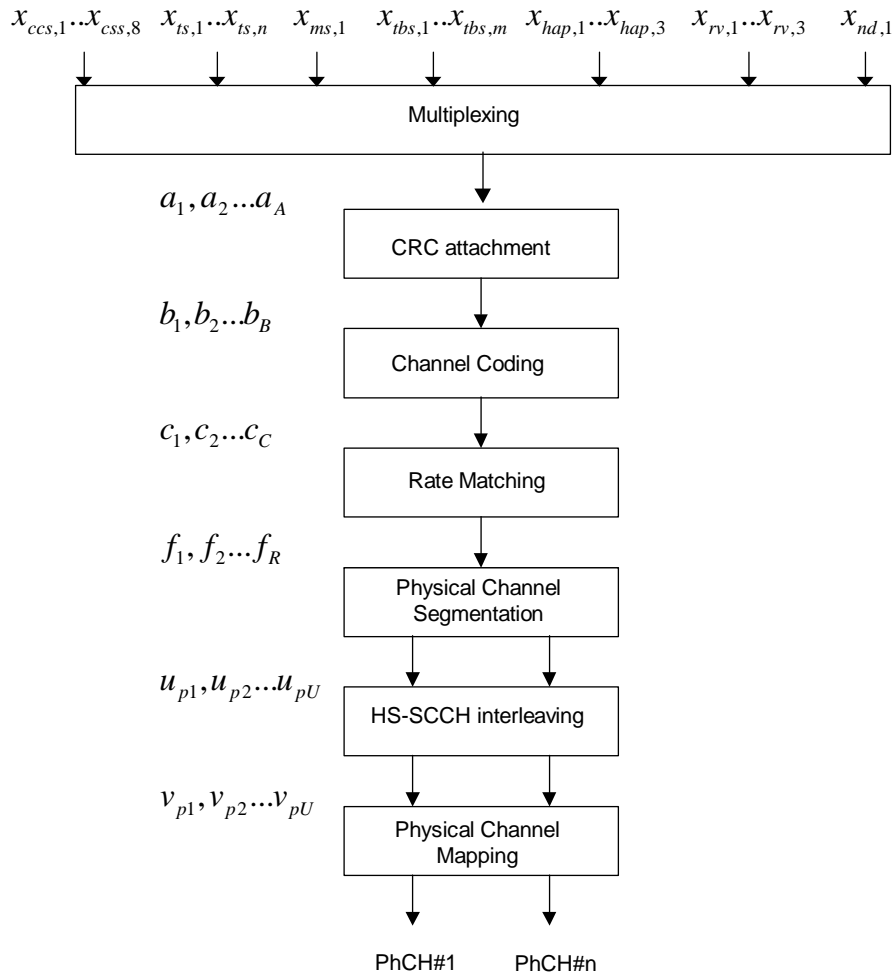 x_{ccs,1}..x_{css,8} x_{ts,1}..x_{ts,n} x_{ms,1} x_{tbs,1}..x_{tbs,m} x_{hap,1}..x_{hap,3} x_{rv,1}..x_{rv,3} x_{nd,1}
Multiplexing
a_1, a_2...a_A
CRC attachment
b_1, b_2...b_B
Channel Coding
c_1, c_2...c_C
Rate Matching
f_1, f_2...f_R
Physical Channel
Segmentation
u_{p1}, u_{p2}...u_{pU}
HS-SCCH interleaving
v_{p1}, v_{p2}...v_{pU}
Physical Channel
Mapping
PhCH#1 PhCH#n